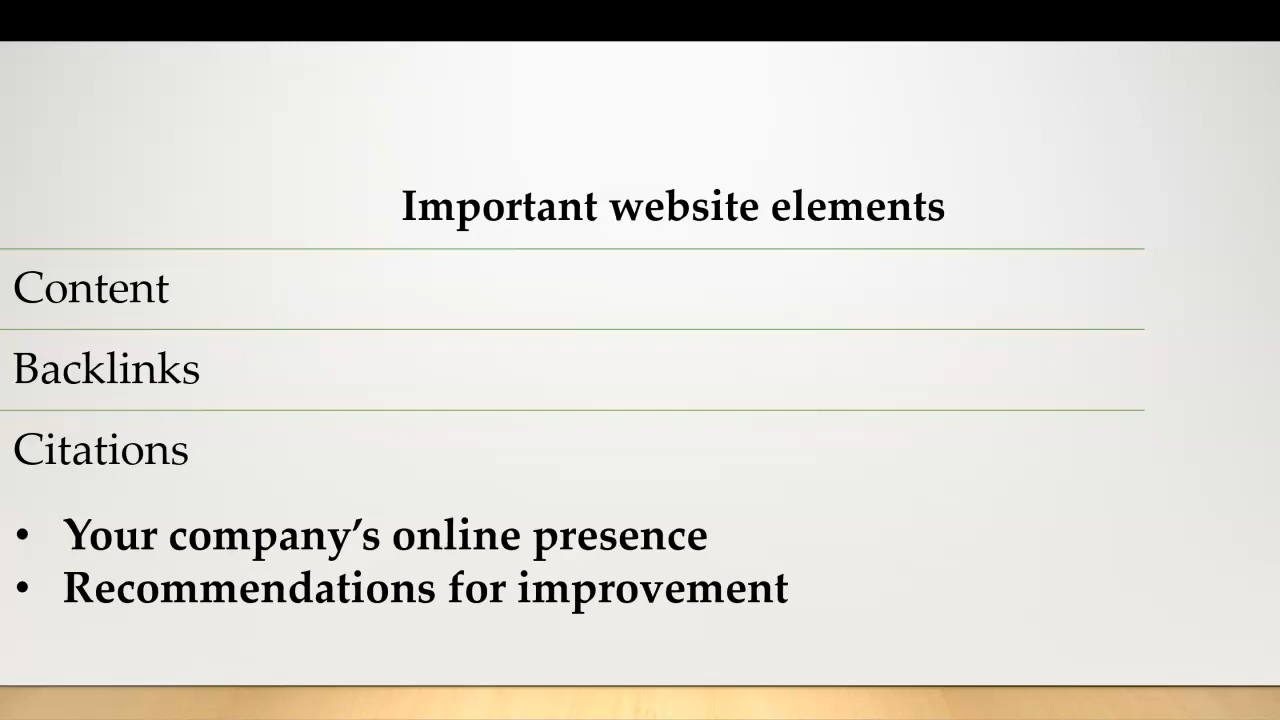 Important website elements
Content
Backlinks
Citations
• Your company’s online presence
• Recommendations for improvement